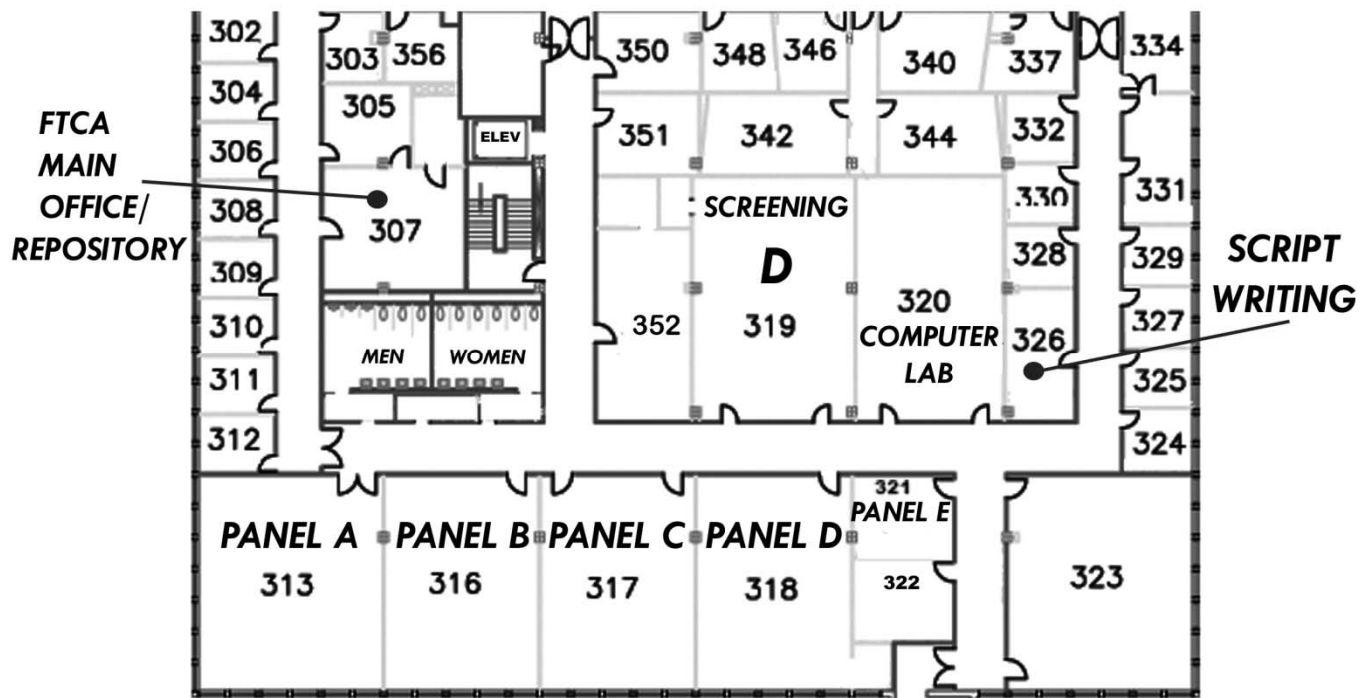 302
303
356
350
348
346
340
337
334
304
305
FTCA
MAIN
OFFICE/
REPOSITORY
306
ELEV
351
342
344
332
308
307
SCREENING
D
330
331
309
352
319
320
COMPUTER
LAB
328
329
SCRIPT
WRITING
310
MEN
WOMEN
326
327
311
325
312
324
PANEL A
313
PANEL B
316
PANEL C
317
PANEL D
318
321
PANEL E
322
323